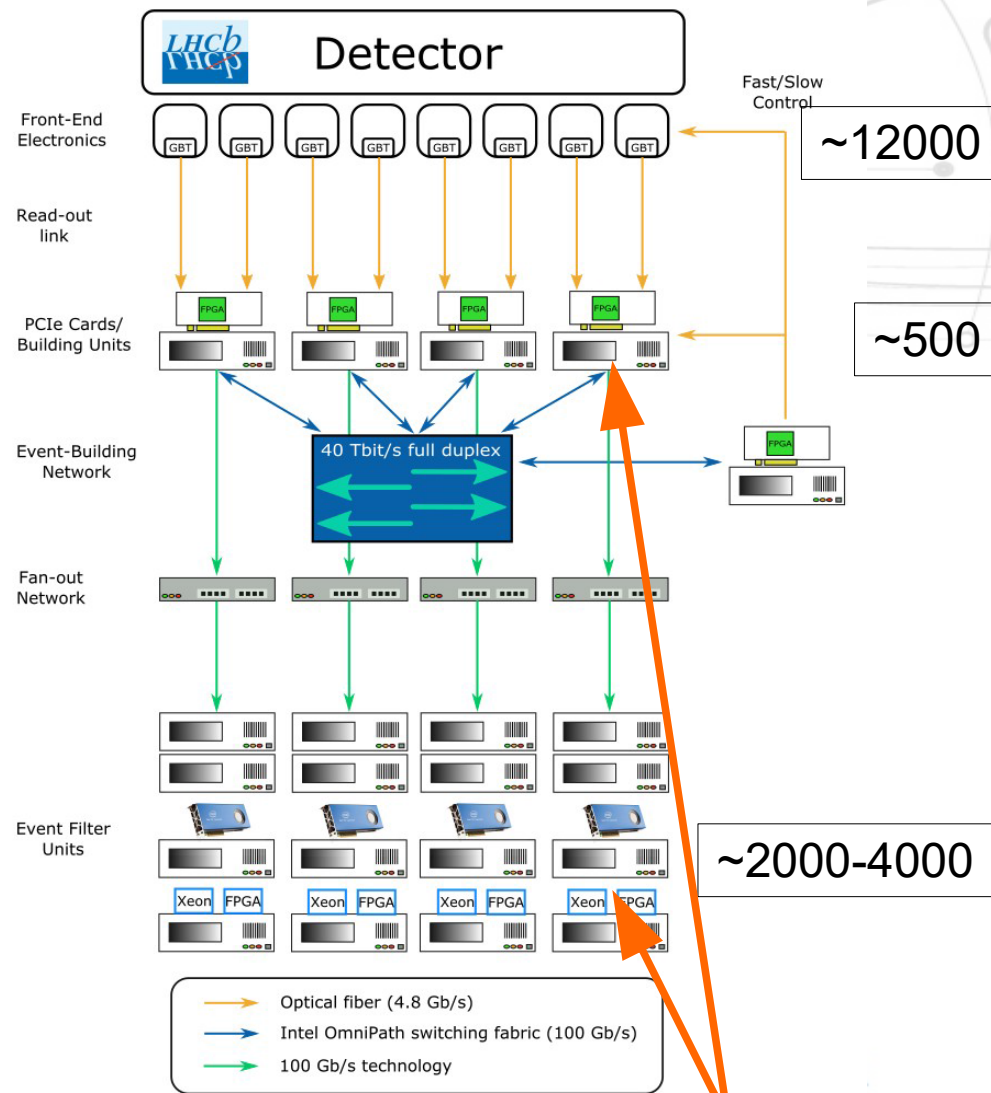 LHCb
LHCb
Detector
Fast/Slow
Control
Front-End
Electronics
GBT GBT GBT GBT GBT GBT GBT GBT
~12000
Read-out
link
PCIe Cards/
Building Units
FPGA FPGA FPGA FPGA
~500
Event-Building
Network
40 Tbit/s full duplex
FPGA
Fan-out
Network
Event Filter
Units
~2000-4000
Xeon FPGA Xeon FPGA Xeon FPGA Xeon FPGA
Optical fiber (4.8 Gb/s)
Intel OmniPath switching fabric (100 Gb/s)
100 Gb/s technology